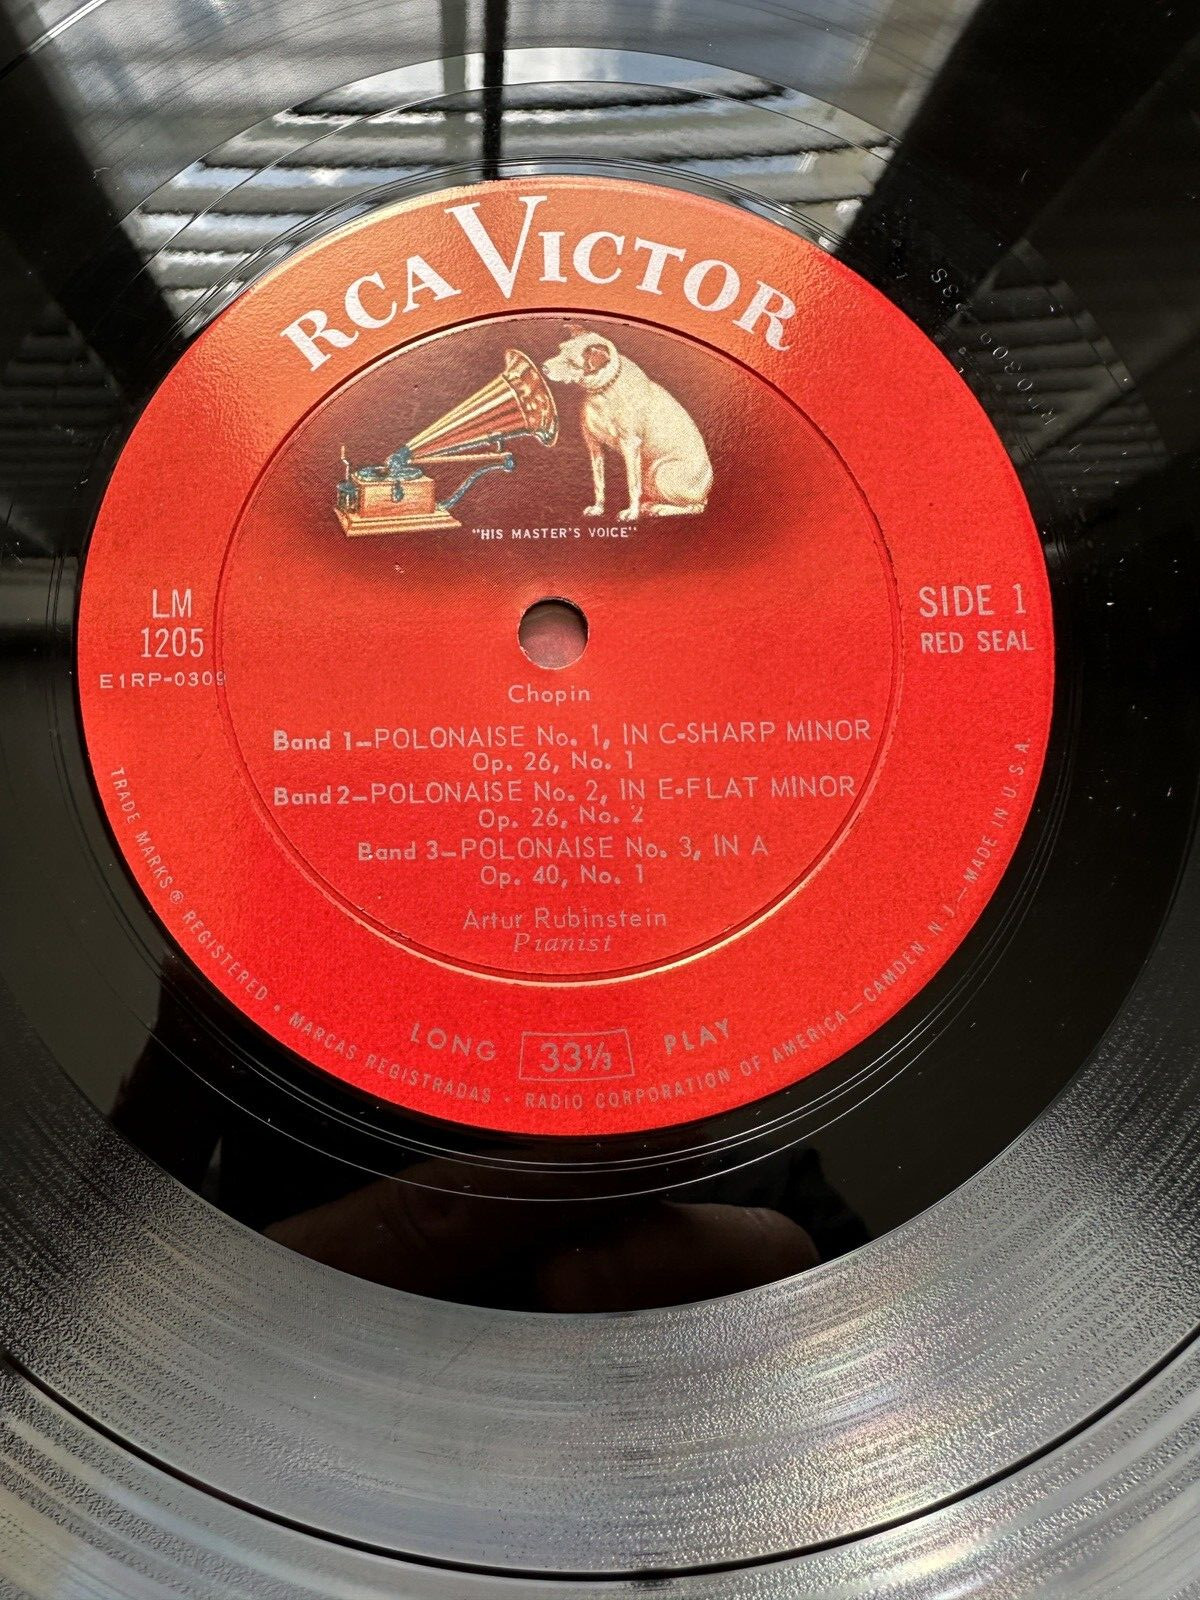 RCA VICTOR
"HIS MASTER'S VOICE"
LM
1205
E1RP-0309
SIDE 1
RED SEAL
Chopin
Band 1—POLONAISE No. 1, IN C-SHARP MINOR
Op. 26, No. 1
Band 2—POLONAISE No. 2, IN E-FLAT MINOR
Op. 26, No. 2
Band 3—POLONAISE No. 3, IN A
Op. 40, No. 1
Artur Rubinstein
Pianist
LONG 33⅓ PLAY
TRADE MARKS ® REGISTERED • MARCAS REGISTRADAS - RADIO CORPORATION OF AMERICA—CAMDEN, N. J.—MADE IN U.S.A.